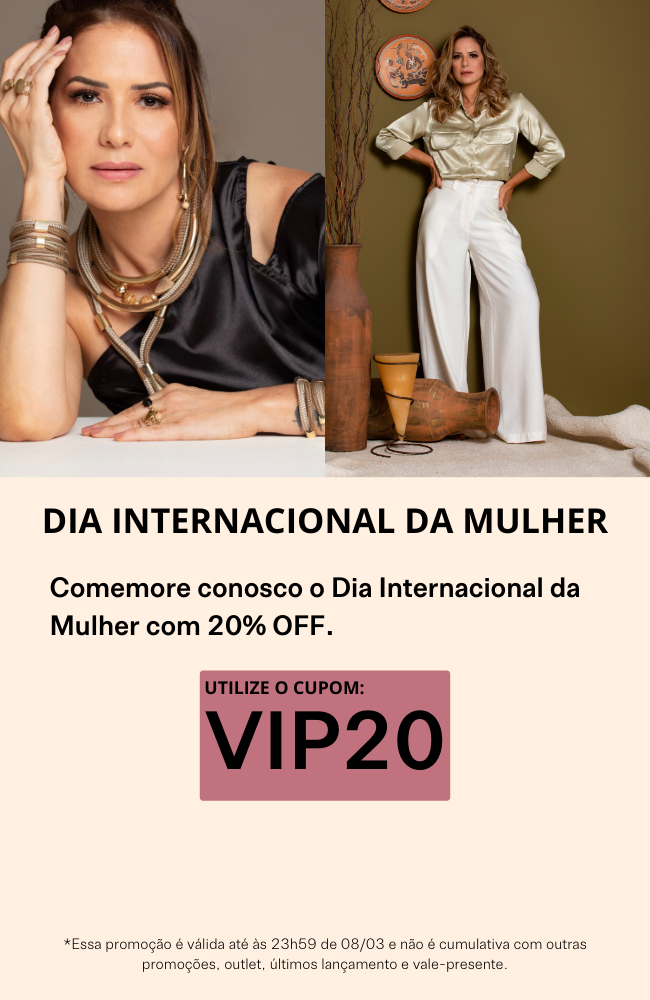 DIA INTERNACIONAL DA MULHER
Comemore conosco o Dia Internacional da
Mulher com 20% OFF.
UTILIZE O CUPOM:
VIP20
*Essa promoção é válida até às 23h59 de 08/03 e não é cumulativa com outras
promoções, outlet, últimos lançamento e vale-presente.